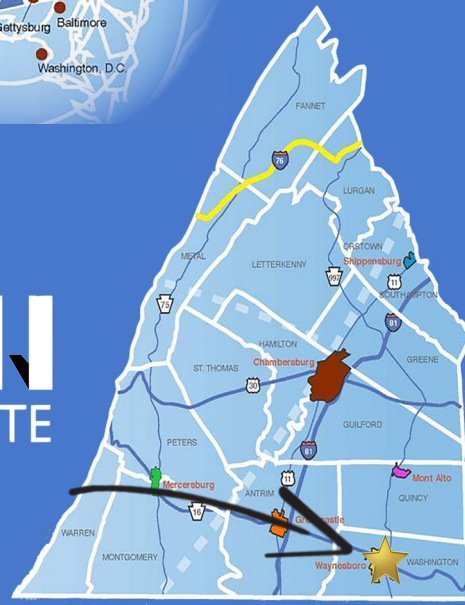 Gettysburg
Baltimore
Washington, D.C.
FANNET
76
LURGAN
METAL
LETTERKENNY
997
ORSTOWN
Shippensburg
11
SOUTHAMPTON
75
81
HAMILTON
GREENE
ST. THOMAS
Chambersburg
30
N
TE
GUILFORD
PETERS
81
Mercersburg
11
Mont Alto
ANTRIM
QUINCY
16
Greencastle
WARREN
MONTGOMERY
Waynesboro
WASHINGTON